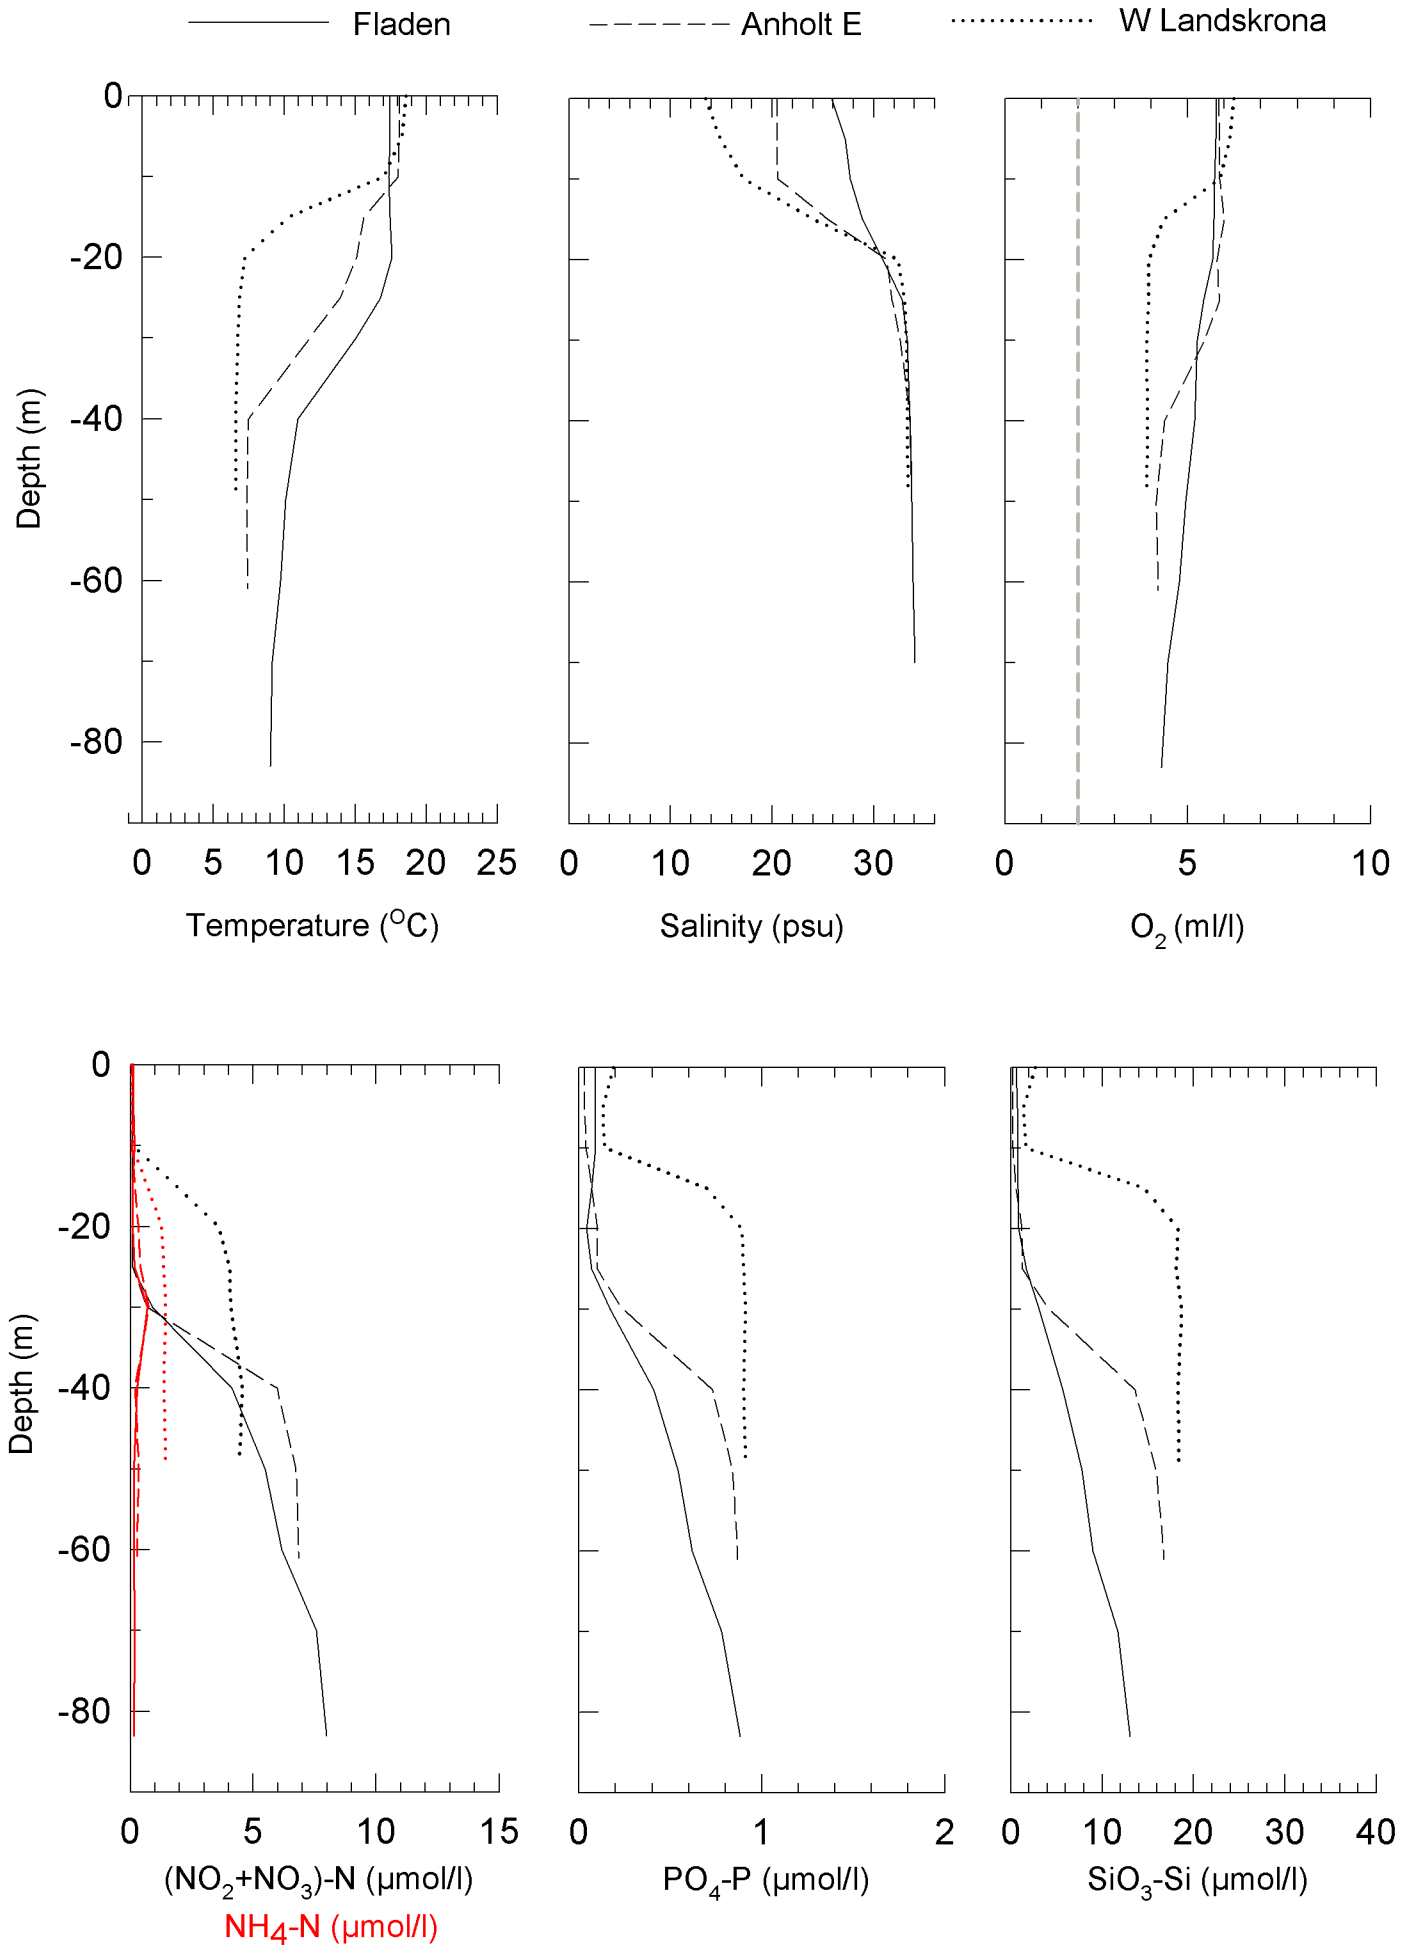 Fladen Anholt E W Landskrona
0
-20
-40
-60
-80
Depth (m)
0 5 10 15 20 25
0 10 20 30
0 5 10
Temperature (OC)
Salinity (psu)
O2 (ml/l)
0
-20
-40
-60
-80
Depth (m)
0 5 10 15
0 1 2
0 10 20 30 40
(NO2+NO3)-N (µmol/l)
NH4-N (µmol/l)
PO4-P (µmol/l)
SiO3-Si (µmol/l)